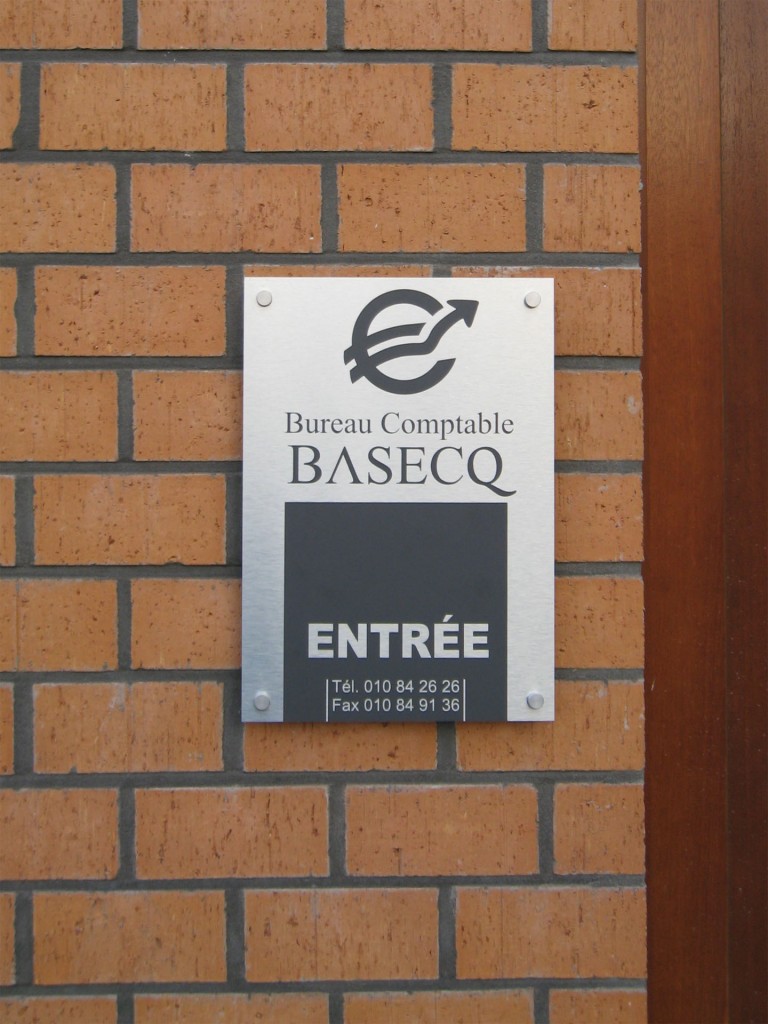 Bureau Comptable
BASECQ
ENTRÉE
Tél. 010 84 26 26
Fax 010 84 91 36